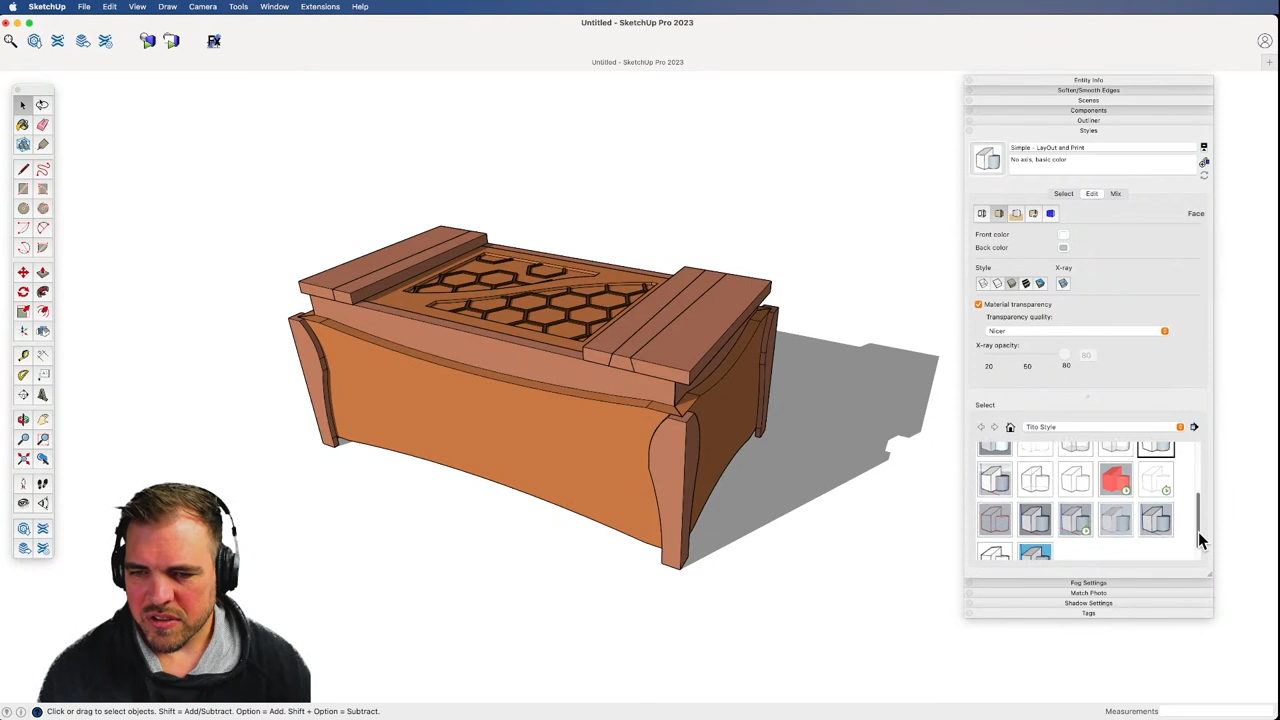 SketchUp File Edit View Draw Camera Tools Window Extensions Help
Untitled - SketchUp Pro 2023
Untitled - SketchUp Pro 2023
Entity Info
Soften/Smooth Edges
Scenes
Components
Outliner
Styles
Simple - LayOut and Print
No axis, basic color
Select Edit Mix
Face
Front color
Back color
Style X-ray
Material transparency
Transparency quality:
Nicer
X-ray opacity:
80
20 50 80
Select
Tito Style
Fog Settings
Match Photo
Shadow Settings
Tags
Click or drag to select objects. Shift = Add/Subtract. Option = Add. Shift + Option = Subtract. Measurements